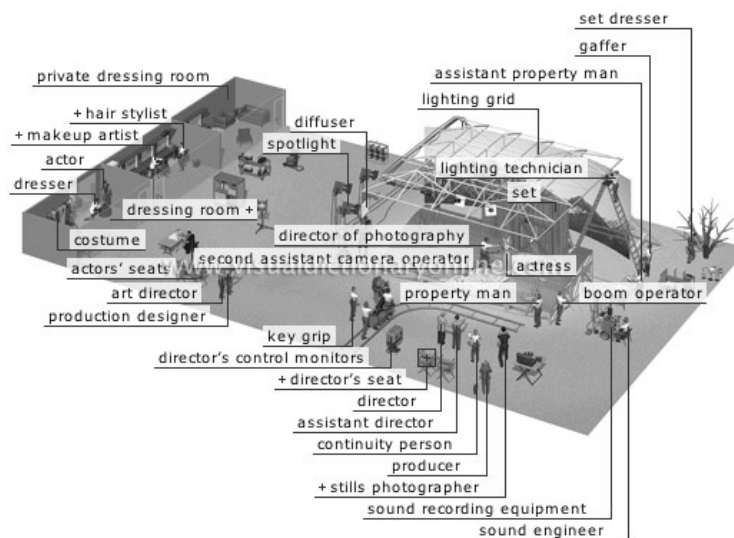 set dresser
gaffer
private dressing room
assistant property man
+ hair stylist
lighting grid
diffuser
+ makeup artist
spotlight
actor
lighting technician
dresser
set
dressing room +
costume
director of photography
actors' seats
second assistant camera operator
actress
www.visualdictionaryonline
art director
property man
boom operator
production designer
key grip
director's control monitors
+ director's seat
director
assistant director
continuity person
producer
+ stills photographer
sound recording equipment
sound engineer